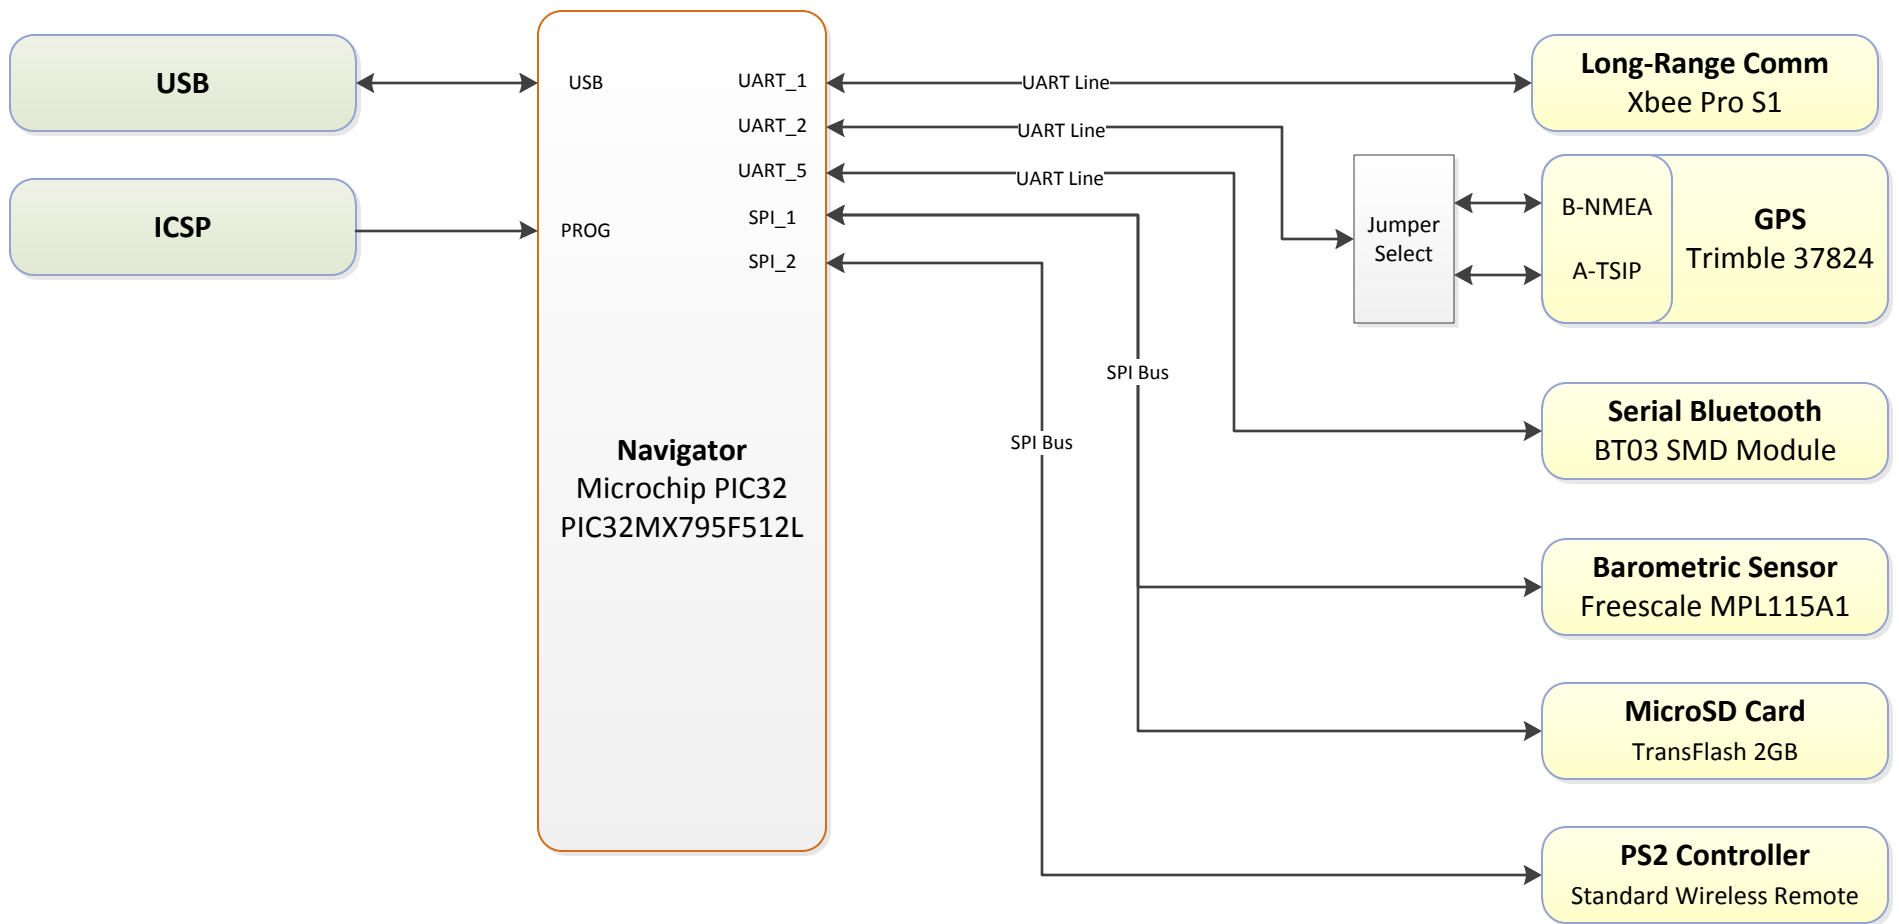 USB
ICSP
USB
PROG
UART_1
UART_2
UART_5
SPI_1
SPI_2
Navigator
Microchip PIC32
PIC32MX795F512L
UART Line
UART Line
UART Line
SPI Bus
SPI Bus
Jumper
Select
Long-Range Comm
Xbee Pro S1
B-NMEA
A-TSIP
GPS
Trimble 37824
Serial Bluetooth
BT03 SMD Module
Barometric Sensor
Freescale MPL115A1
MicroSD Card
TransFlash 2GB
PS2 Controller
Standard Wireless Remote